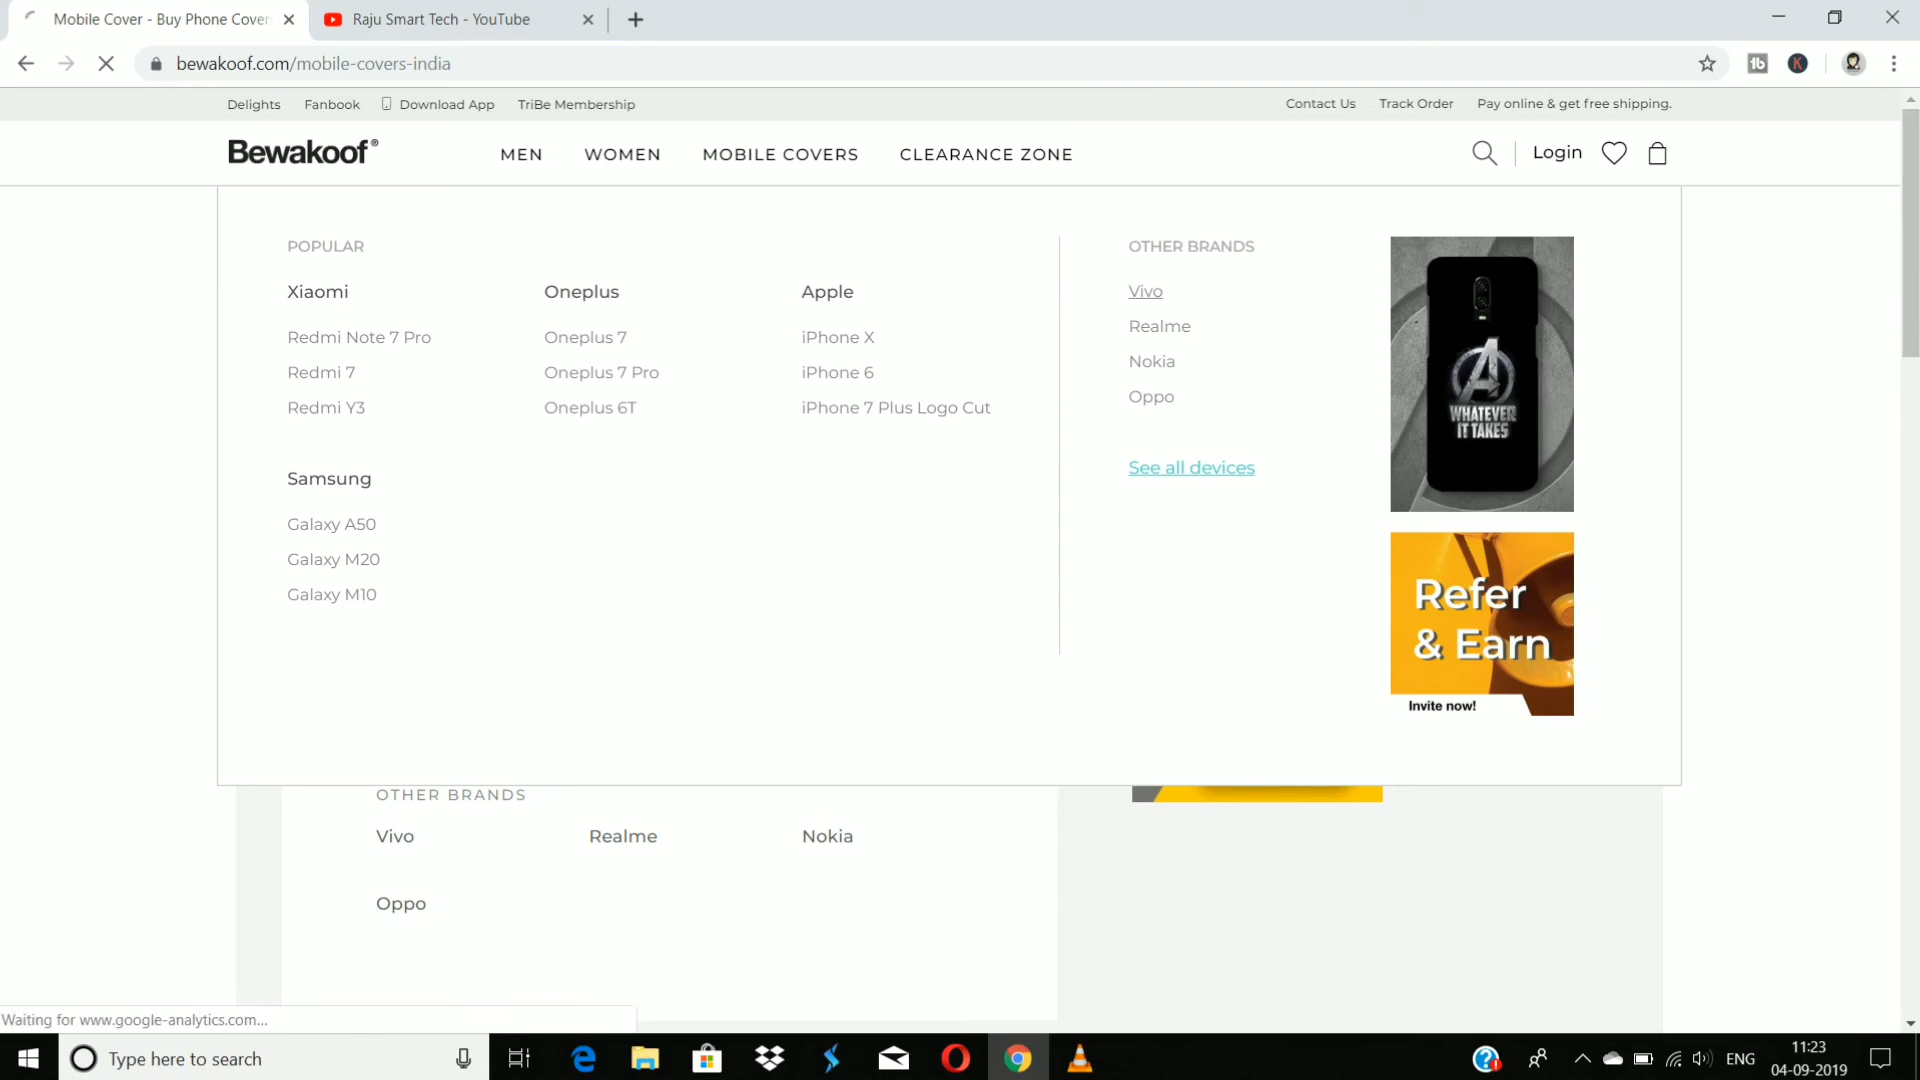 Mobile Cover - Buy Phone Cover
Raju Smart Tech - YouTube
bewakoof.com/mobile-covers-india
Delights Fanbook Download App TriBe Membership Contact Us Track Order Pay online & get free shipping.
Bewakoof® MEN WOMEN MOBILE COVERS CLEARANCE ZONE Login
POPULAR
Xiaomi Oneplus Apple
Redmi Note 7 Pro Oneplus 7 iPhone X
Redmi 7 Oneplus 7 Pro iPhone 6
Redmi Y3 Oneplus 6T iPhone 7 Plus Logo Cut
Samsung
Galaxy A50
Galaxy M20
Galaxy M10
OTHER BRANDS
Vivo
Realme
Nokia
Oppo
See all devices
WHATEVER
IT TAKES
Refer
& Earn
Invite now!
OTHER BRANDS
Vivo Realme Nokia
Oppo
Waiting for www.google-analytics.com...
Type here to search
ENG
11:23
04-09-2019